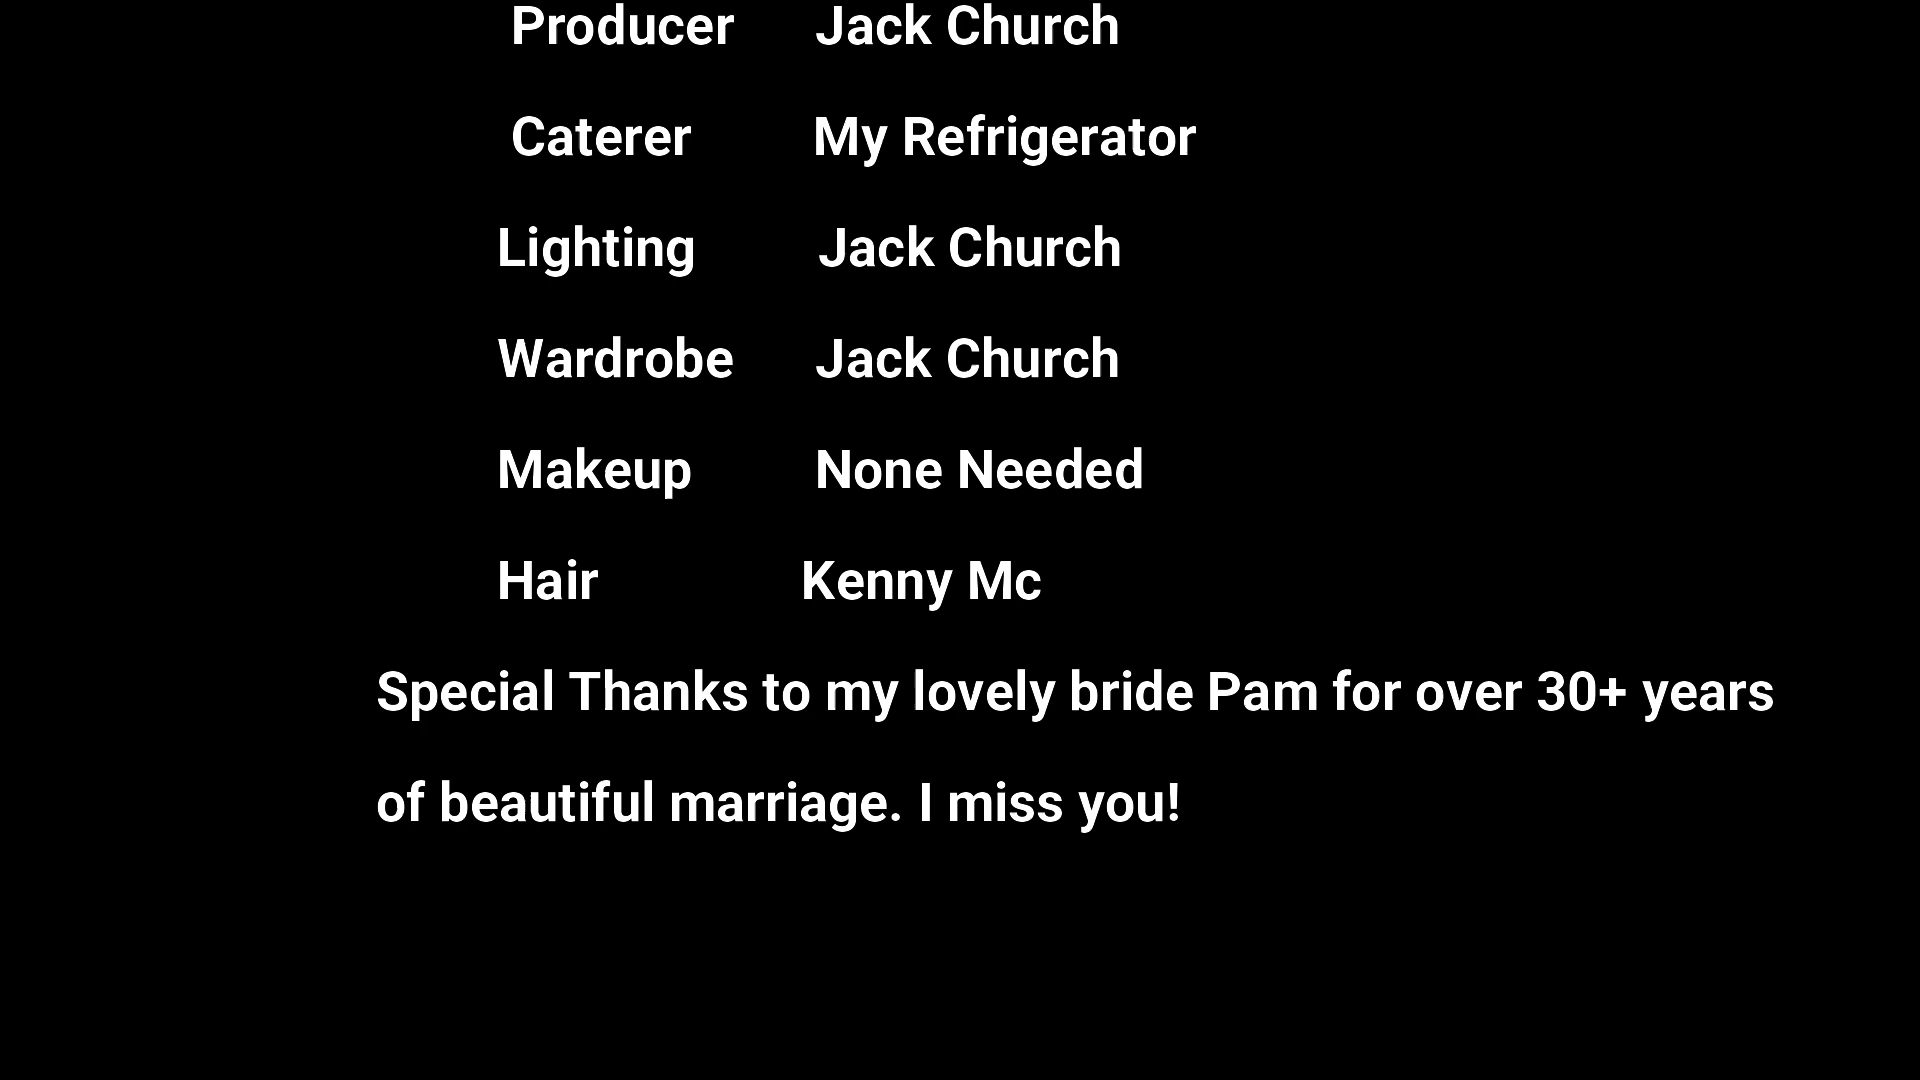 Producer Jack Church
Caterer My Refrigerator
Lighting Jack Church
Wardrobe Jack Church
Makeup None Needed
Hair Kenny Mc
Special Thanks to my lovely bride Pam for over 30+ years
of beautiful marriage. I miss you!